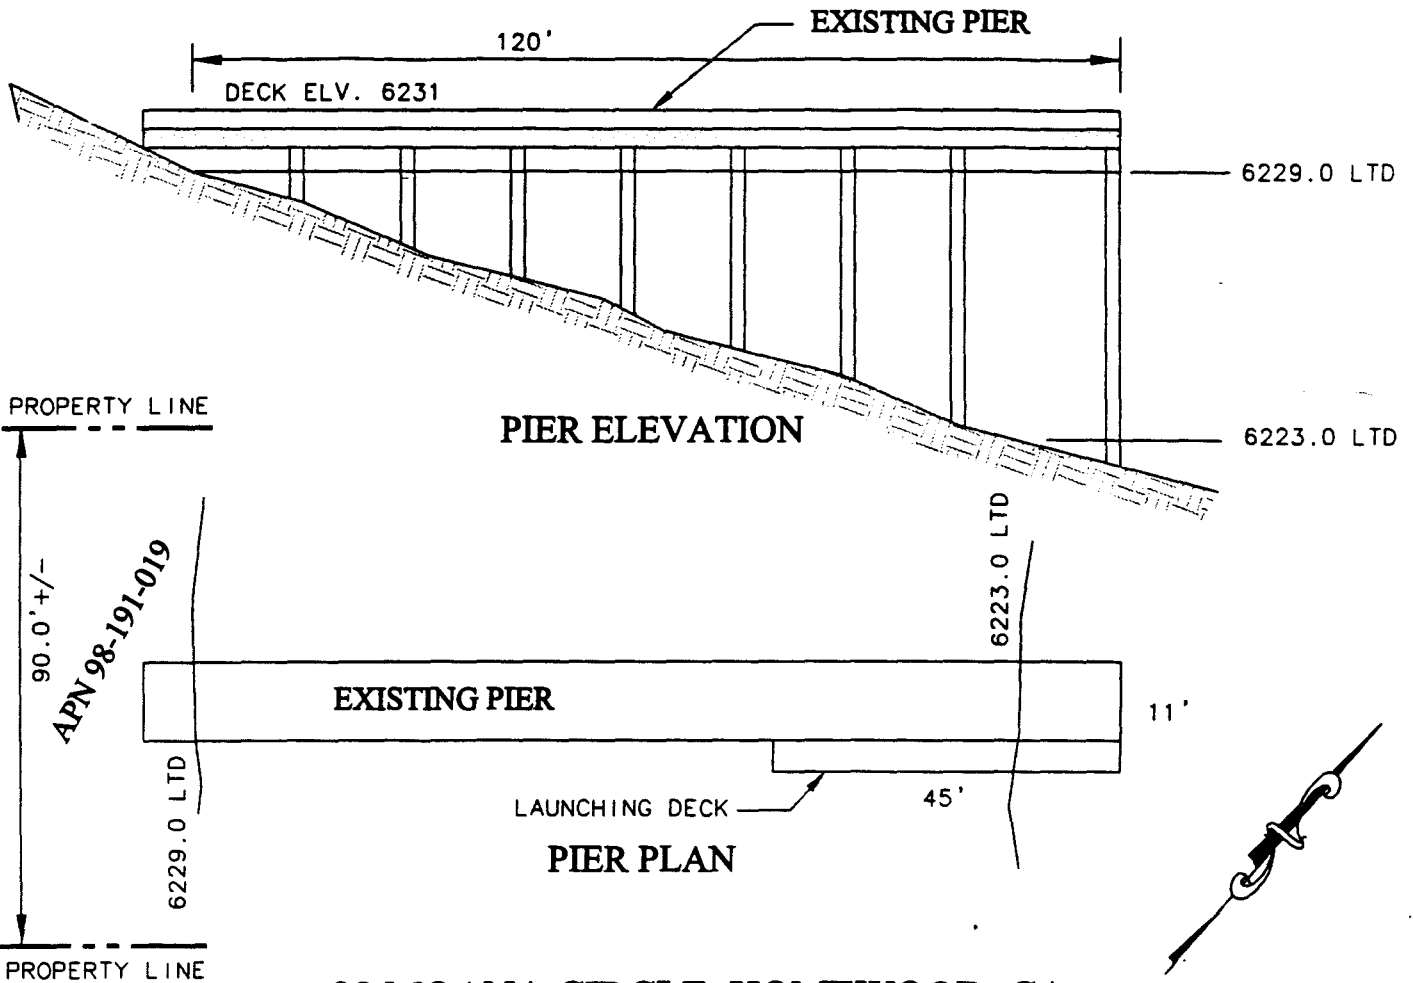 EXISTING PIER
120'
DECK ELV. 6231
6229.0 LTD
PROPERTY LINE
PIER ELEVATION
6223.0 LTD
90.0'+/-
APN 98-191-019
6223.0 LTD
EXISTING PIER
11'
6229.0 LTD
LAUNCHING DECK
45'
PIER PLAN
PROPERTY LINE